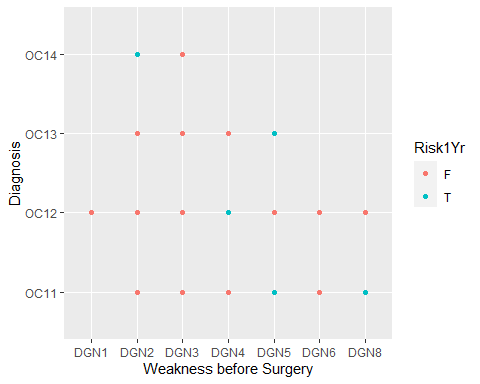 OC14
OC13
OC12
OC11
Diagnosis
DGN1 DGN2 DGN3 DGN4 DGN5 DGN6 DGN8
Weakness before Surgery
Risk1Yr
F
T